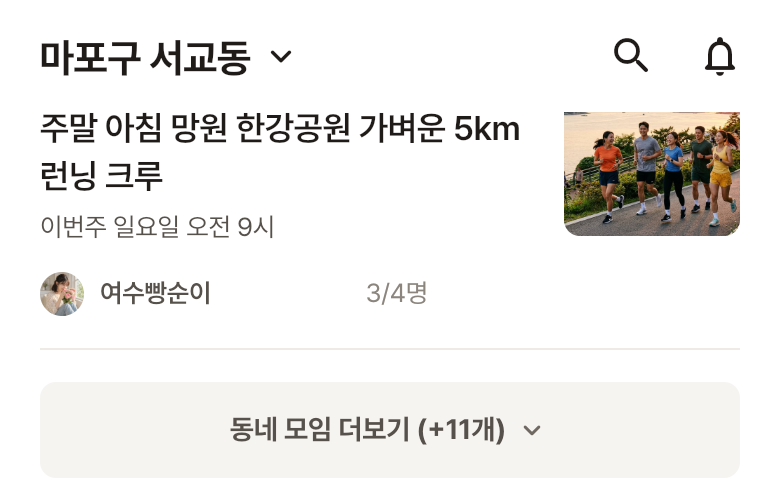 마포구 서교동
주말 아침 망원 한강공원 가벼운 5km
런닝 크루
이번주 일요일 오전 9시
여수빵순이
3/4명
동네 모임 더보기 (+11개)